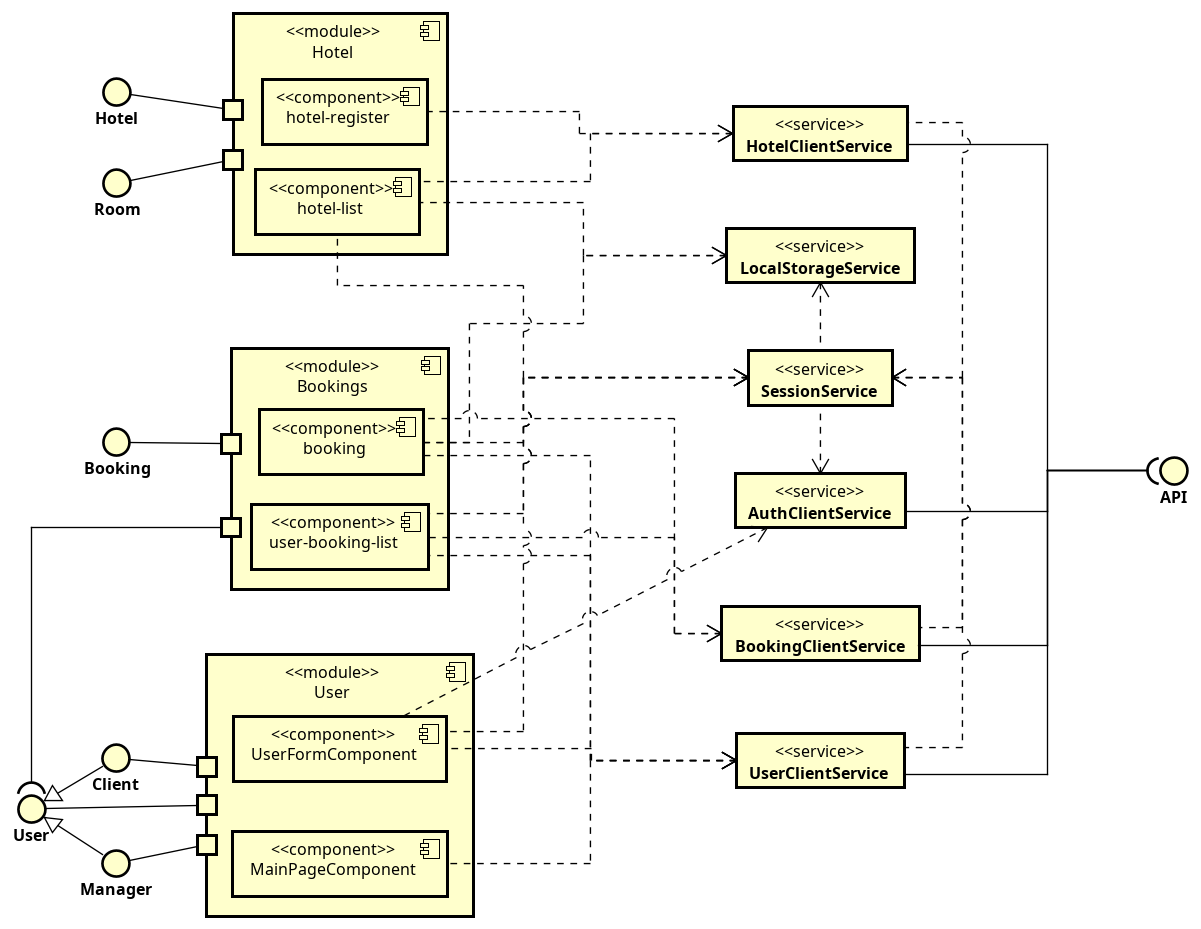 <<module>>
Hotel
<<component>>
hotel-register
<<component>>
hotel-list
Hotel
Room
<<module>>
Bookings
<<component>>
booking
<<component>>
user-booking-list
Booking
<<module>>
User
<<component>>
UserFormComponent
<<component>>
MainPageComponent
Client
User
Manager
<<service>>
HotelClientService
<<service>>
LocalStorageService
<<service>>
SessionService
<<service>>
AuthClientService
<<service>>
BookingClientService
<<service>>
UserClientService
API